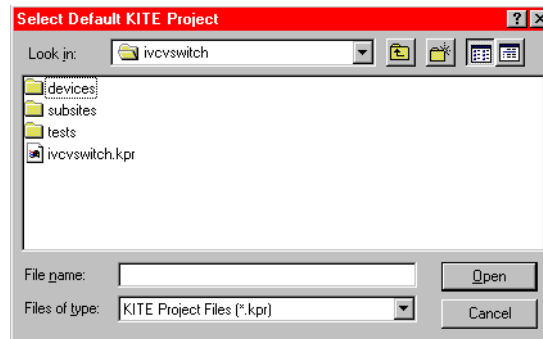 Select Default KITE Project
Look in: ivcvswitch
devices
subsites
tests
ivcvswitch.kpr
File name: Open
Files of type: KITE Project Files (*.kpr) Cancel